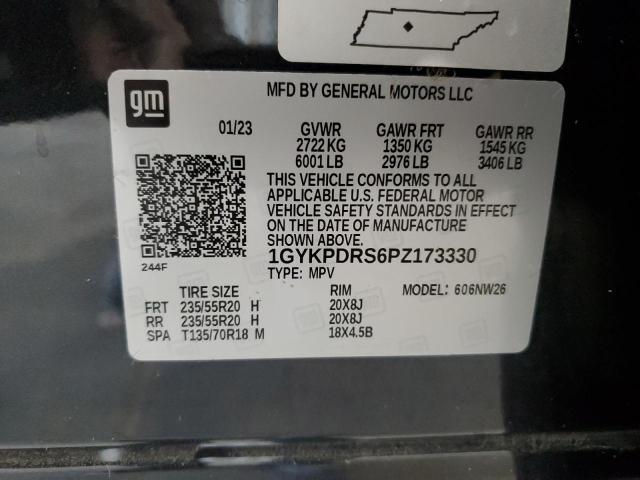 gm
MFD BY GENERAL MOTORS LLC
01/23 GVWR GAWR FRT GAWR RR
2722 KG 1350 KG 1545 KG
6001 LB 2976 LB 3406 LB
THIS VEHICLE CONFORMS TO ALL
APPLICABLE U.S. FEDERAL MOTOR
VEHICLE SAFETY STANDARDS IN EFFECT
ON THE DATE OF MANUFACTURE
SHOWN ABOVE.
1GYKPDRS6PZ173330
244F
TYPE: MPV
TIRE SIZE RIM MODEL: 606NW26
FRT 235/55R20 H 20X8J
RR 235/55R20 H 20X8J
SPA T135/70R18 M 18X4.5B